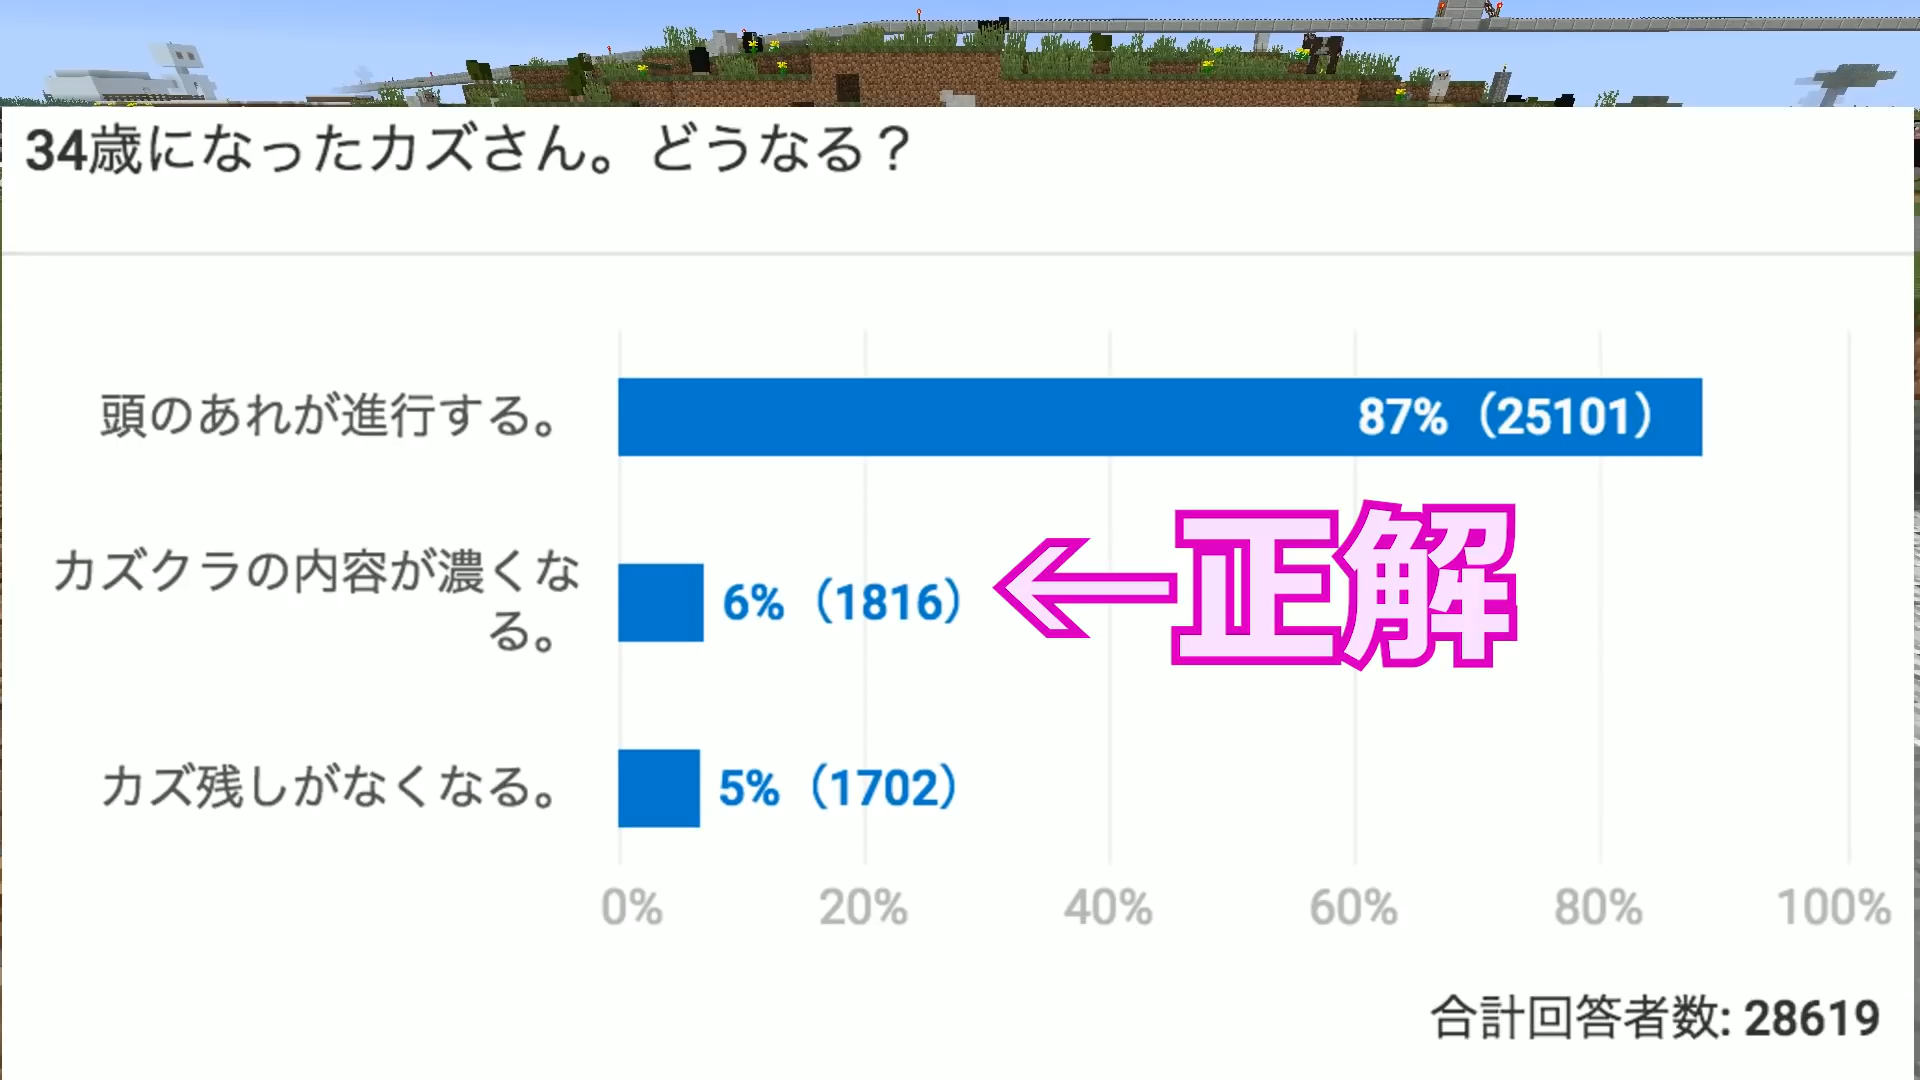 34歳になったカズさん。どうなる？
頭のあれが進行する。
87%（25101）
カズクラの内容が濃くな
る。
6%（1816）
←正解
カズ残しがなくなる。
5%（1702）
0% 20% 40% 60% 80% 100%
合計回答者数: 28619